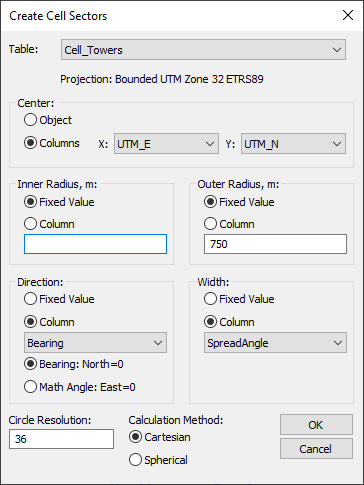 Create Cell Sectors
Table: Cell_Towers
Projection: Bounded UTM Zone 32 ETRS89
Center:
Object
Columns X: UTM_E Y: UTM_N
Inner Radius, m:
Fixed Value
Column
Outer Radius, m:
Fixed Value
Column
750
Direction:
Fixed Value
Column
Bearing
Bearing: North=0
Math Angle: East=0
Width:
Fixed Value
Column
SpreadAngle
Circle Resolution:
36
Calculation Method:
Cartesian
Spherical
OK
Cancel